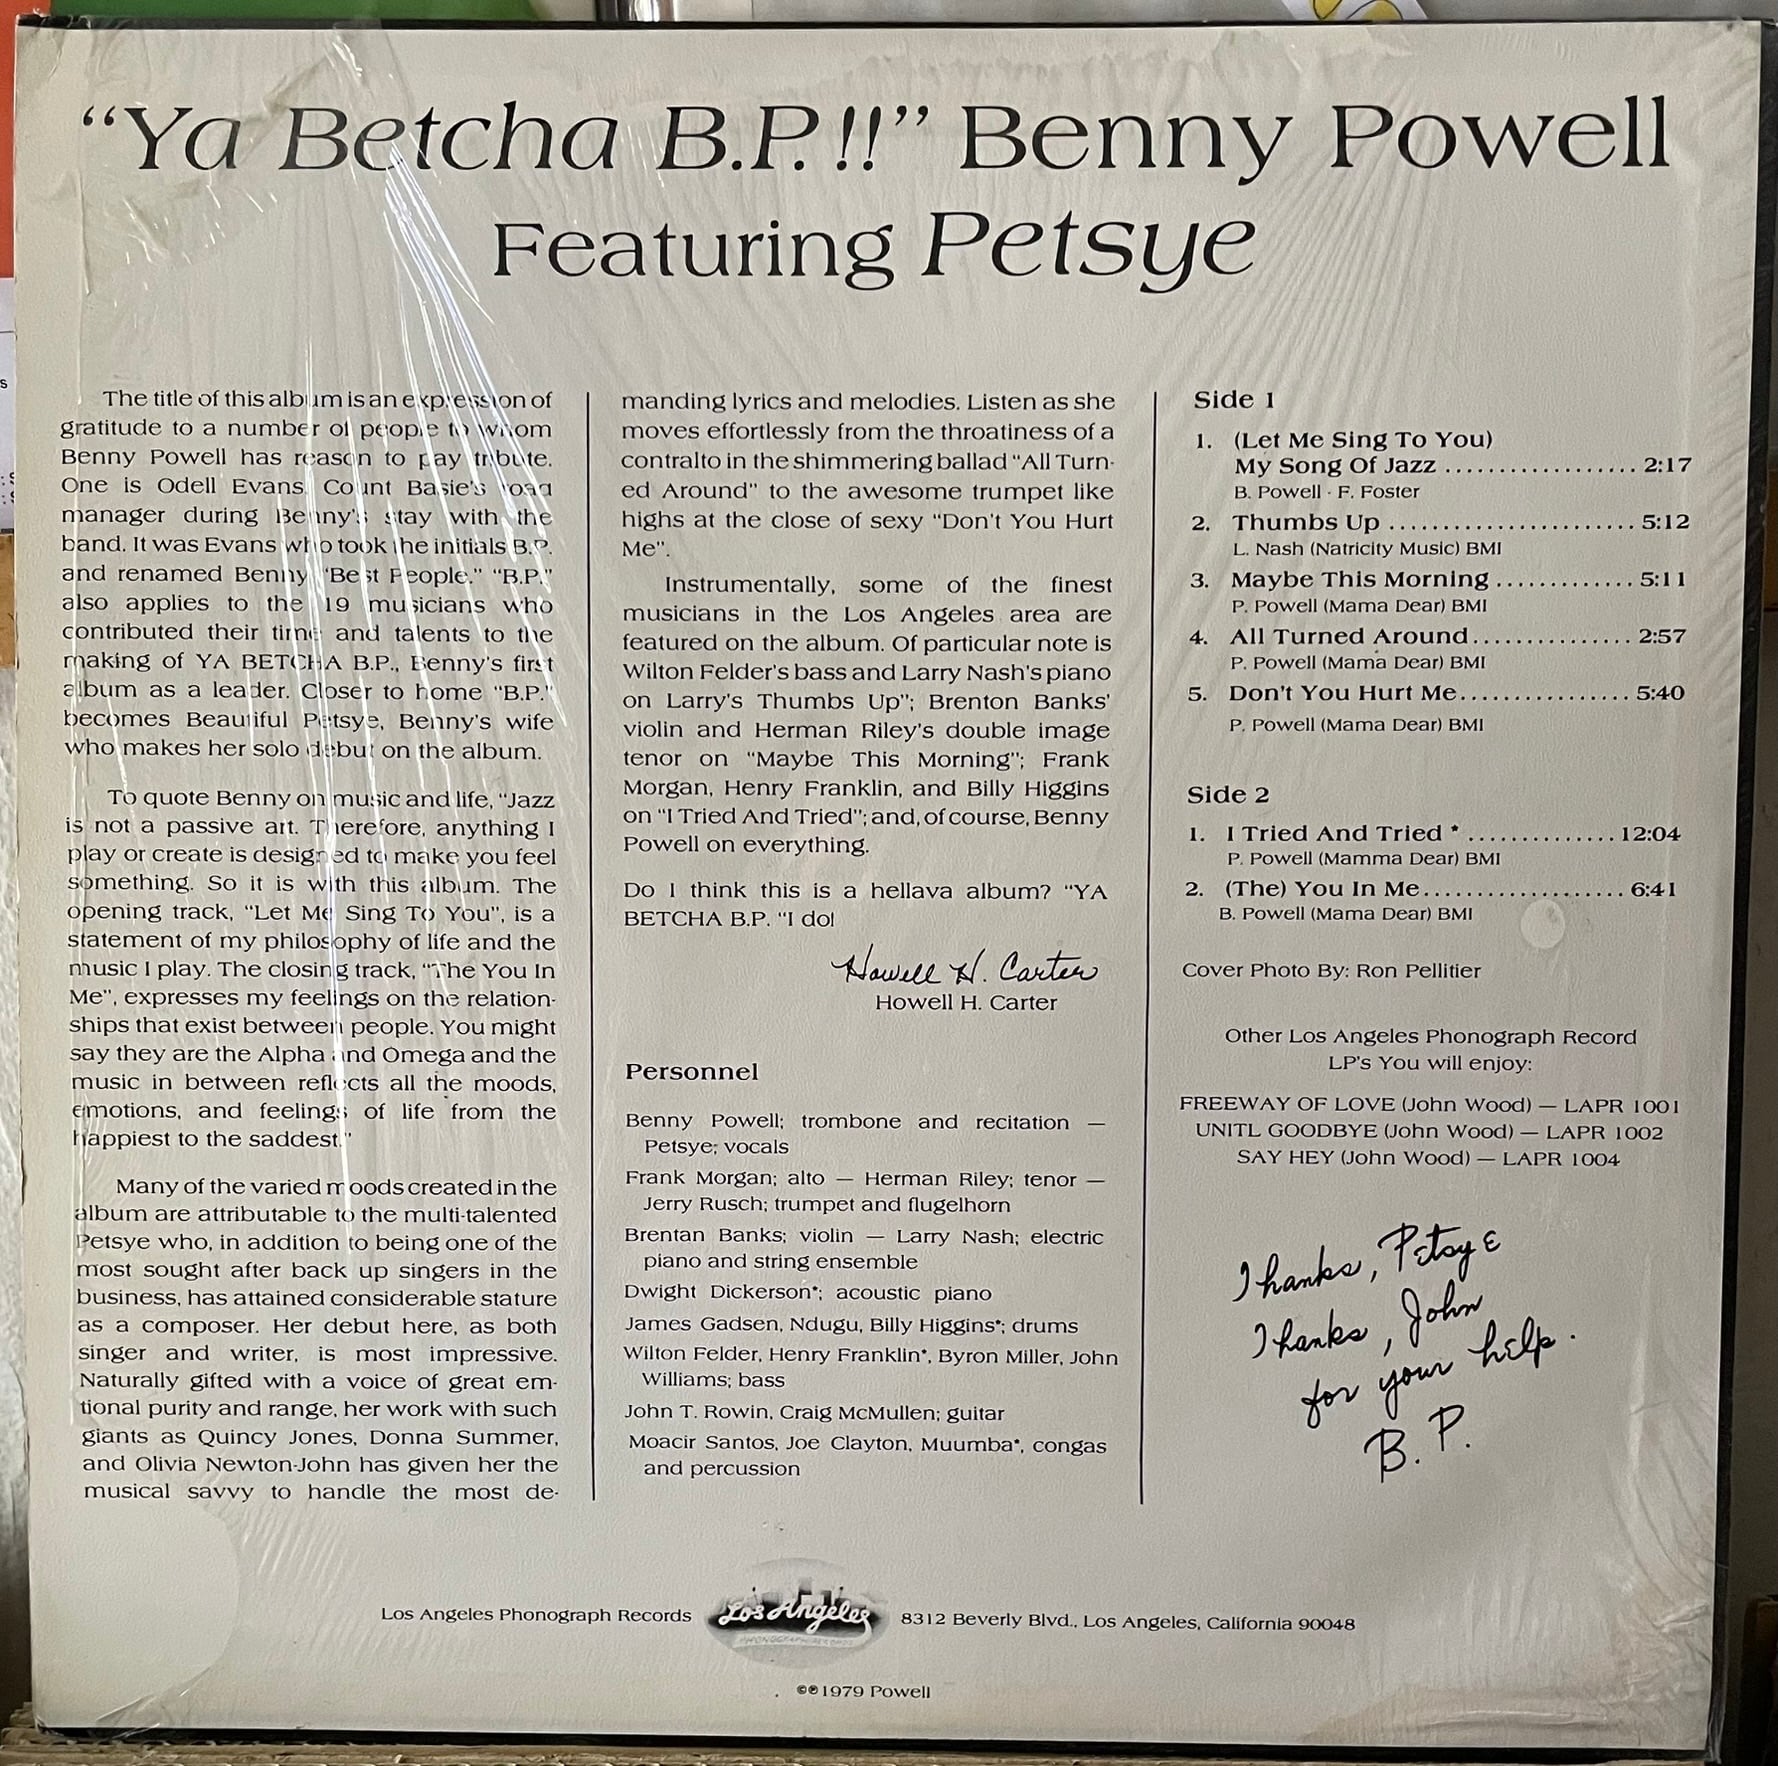 "Ya Betcha B.P.!!" Benny Powell
Featuring Petsye
The title of this album is an expression of
gratitude to a number of people to whom
Benny Powell has reason to pay tribute.
One is Odell Evans, Count Basie's road
manager during Benny's stay with the
band. It was Evans who took the initials B.P.
and renamed Benny "Best People." "B.P."
also applies to the 19 musicians who
contributed their time and talents to the
making of YA BETCHA B.P., Benny's first
album as a leader. Closer to home "B.P."
becomes Beautiful Petsye, Benny's wife
who makes her solo debut on the album.
To quote Benny on music and life, "Jazz
is not a passive art. Therefore, anything I
play or create is designed to make you feel
something. So it is with this album. The
opening track, "Let Me Sing To You", is a
statement of my philosophy of life and the
music I play. The closing track, "The You In
Me", expresses my feelings on the relation-
ships that exist between people. You might
say they are the Alpha and Omega and the
music in between reflects all the moods,
emotions, and feelings of life from the
happiest to the saddest."
Many of the varied moods created in the
album are attributable to the multi-talented
Petsye who, in addition to being one of the
most sought after back up singers in the
business, has attained considerable stature
as a composer. Her debut here, as both
singer and writer, is most impressive.
Naturally gifted with a voice of great em-
tional purity and range, her work with such
giants as Quincy Jones, Donna Summer,
and Olivia Newton-John has given her the
musical savvy to handle the most de-
manding lyrics and melodies. Listen as she
moves effortlessly from the throatiness of a
contralto in the shimmering ballad "All Turn-
ed Around" to the awesome trumpet like
highs at the close of sexy "Don't You Hurt
Me".
Instrumentally, some of the finest
musicians in the Los Angeles area are
featured on the album. Of particular note is
Wilton Felder's bass and Larry Nash's piano
on Larry's Thumbs Up"; Brenton Banks'
violin and Herman Riley's double image
tenor on "Maybe This Morning"; Frank
Morgan, Henry Franklin, and Billy Higgins
on "I Tried And Tried"; and, of course, Benny
Powell on everything.
Do I think this is a hellava album? "YA
BETCHA B.P. "I do!
Howell H. Carter
Howell H. Carter
Personnel
Benny Powell; trombone and recitation —
Petsye; vocals
Frank Morgan; alto — Herman Riley; tenor —
Jerry Rusch; trumpet and flugelhorn
Brentan Banks; violin — Larry Nash; electric
piano and string ensemble
Dwight Dickerson*; acoustic piano
James Gadsen, Ndugu, Billy Higgins*; drums
Wilton Felder, Henry Franklin*, Byron Miller, John
Williams; bass
John T. Rowin, Craig McMullen; guitar
Moacir Santos, Joe Clayton, Muumba*, congas
and percussion
Side 1
1. (Let Me Sing To You)
My Song Of Jazz .................. 2:17
B. Powell · F. Foster
2. Thumbs Up ....................... 5:12
L. Nash (Natricity Music) BMI
3. Maybe This Morning ............. 5:11
P. Powell (Mama Dear) BMI
4. All Turned Around............... 2:57
P. Powell (Mama Dear) BMI
5. Don't You Hurt Me................ 5:40
P. Powell (Mama Dear) BMI
Side 2
1. I Tried And Tried * .............. 12:04
P. Powell (Mamma Dear) BMI
2. (The) You In Me................... 6:41
B. Powell (Mama Dear) BMI
Cover Photo By: Ron Pellitier
Other Los Angeles Phonograph Record
LP's You will enjoy:
FREEWAY OF LOVE (John Wood) — LAPR 1001
UNITL GOODBYE (John Wood) — LAPR 1002
SAY HEY (John Wood) — LAPR 1004
Thanks, Petsye
Thanks, John
for your help.
B. P.
Los Angeles Phonograph Records
Los Angeles
PHONOGRAPH RECORDS
8312 Beverly Blvd., Los Angeles, California 90048
©℗1979 Powell